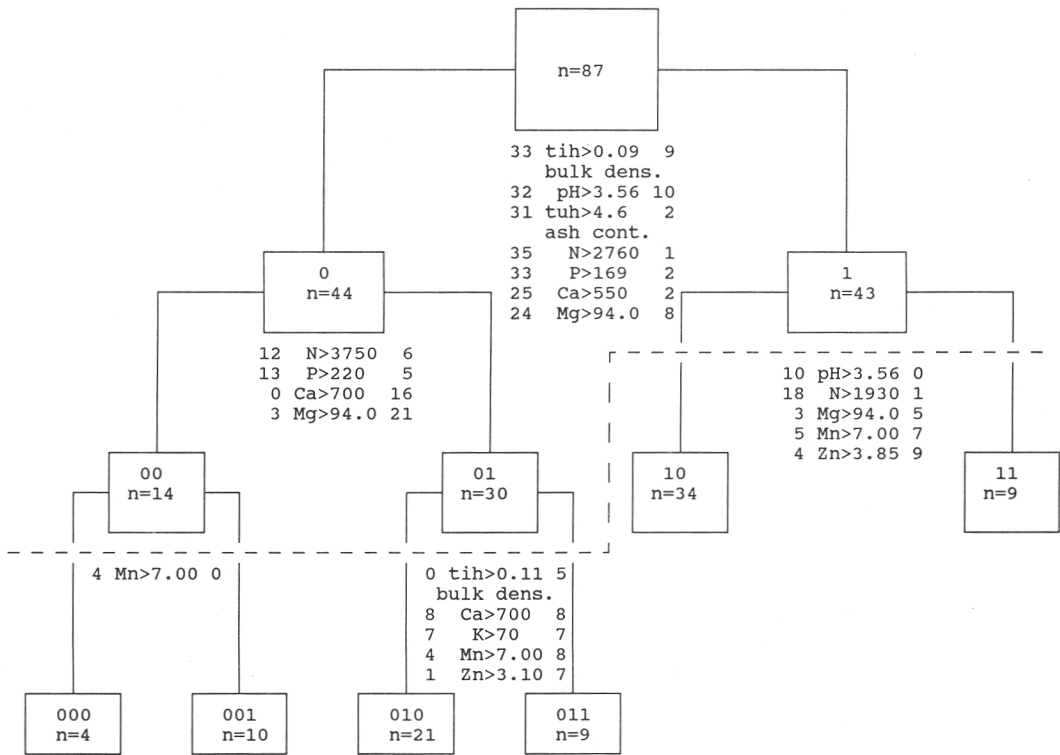 n=87
33 tih>0.09 9
bulk dens.
32 pH>3.56 10
31 tuh>4.6 2
ash cont.
35 N>2760 1
33 P>169 2
25 Ca>550 2
24 Mg>94.0 8
0
n=44
1
n=43
12 N>3750 6
13 P>220 5
0 Ca>700 16
3 Mg>94.0 21
10 pH>3.56 0
18 N>1930 1
3 Mg>94.0 5
5 Mn>7.00 7
4 Zn>3.85 9
00
n=14
01
n=30
10
n=34
11
n=9
4 Mn>7.00 0
0 tih>0.11 5
bulk dens.
8 Ca>700 8
7 K>70 7
4 Mn>7.00 8
1 Zn>3.10 7
000
n=4
001
n=10
010
n=21
011
n=9